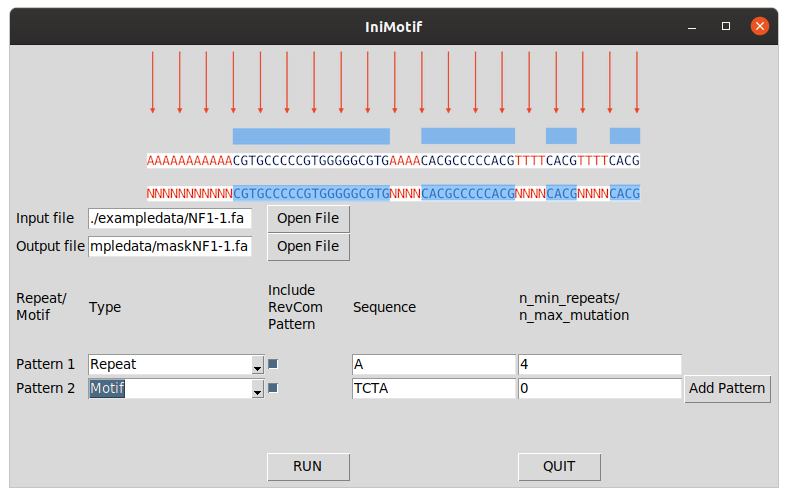 IniMotif
AAAAAAAAAAACGTGCCCCCGTGGGGGCGTGAAAACACGCCCCCACGTTTTCACGTTTTCACG
NNNNNNNNNNNCGTGCCCCCGTGGGGGCGTGNNNNCACGCCCCCACGNNNNCACGNNNNCACG
Input file ./exampledata/NF1-1.fa Open File
Output file mpledata/maskNF1-1.fa Open File
Repeat/
Motif
Type
Include
RevCom
Pattern
Sequence
n_min_repeats/
n_max_mutation
Pattern 1 Repeat A 4
Pattern 2 Motif TCTA 0 Add Pattern
RUN QUIT